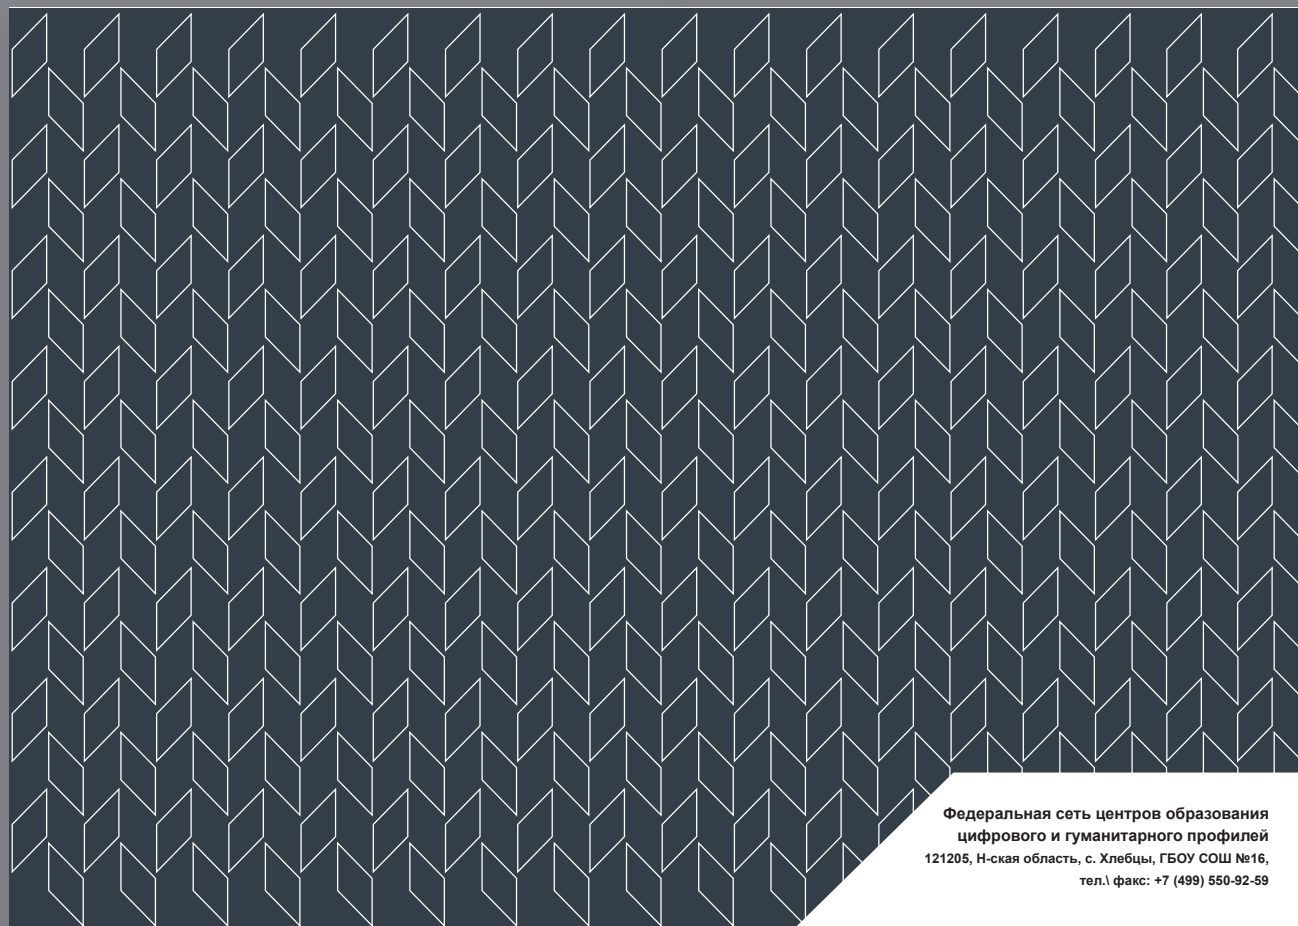 Федеральная сеть центров образования
цифрового и гуманитарного профилей
121205, Н-ская область, с. Хлебцы, ГБОУ СОШ №16,
тел.\ факс: +7 (499) 550-92-59